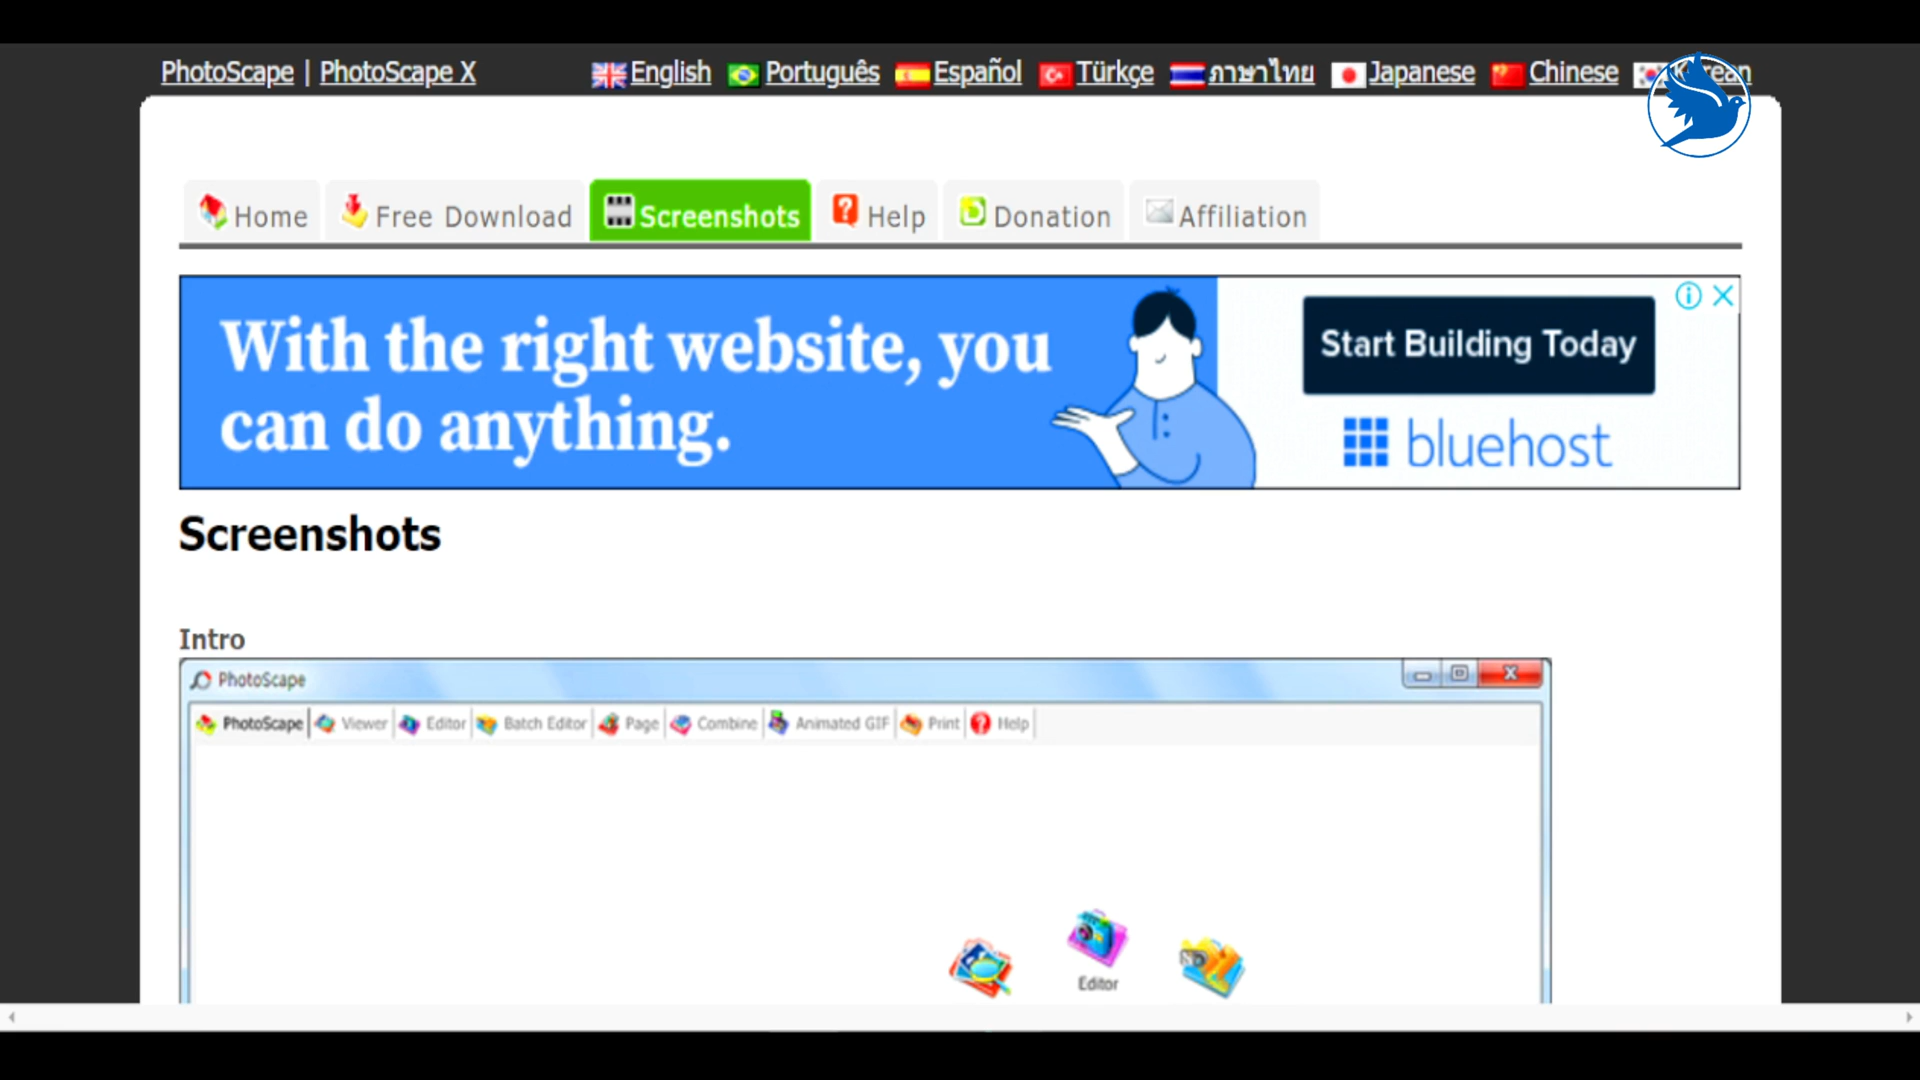 PhotoScape | PhotoScape X English Português Español Türkçe ภาษาไทย Japanese Chinese Korean
Home Free Download Screenshots Help Donation Affiliation
With the right website, you
can do anything.
Start Building Today
bluehost
Screenshots
Intro
PhotoScape
PhotoScape Viewer Editor Batch Editor Page Combine Animated GIF Print Help
Editor